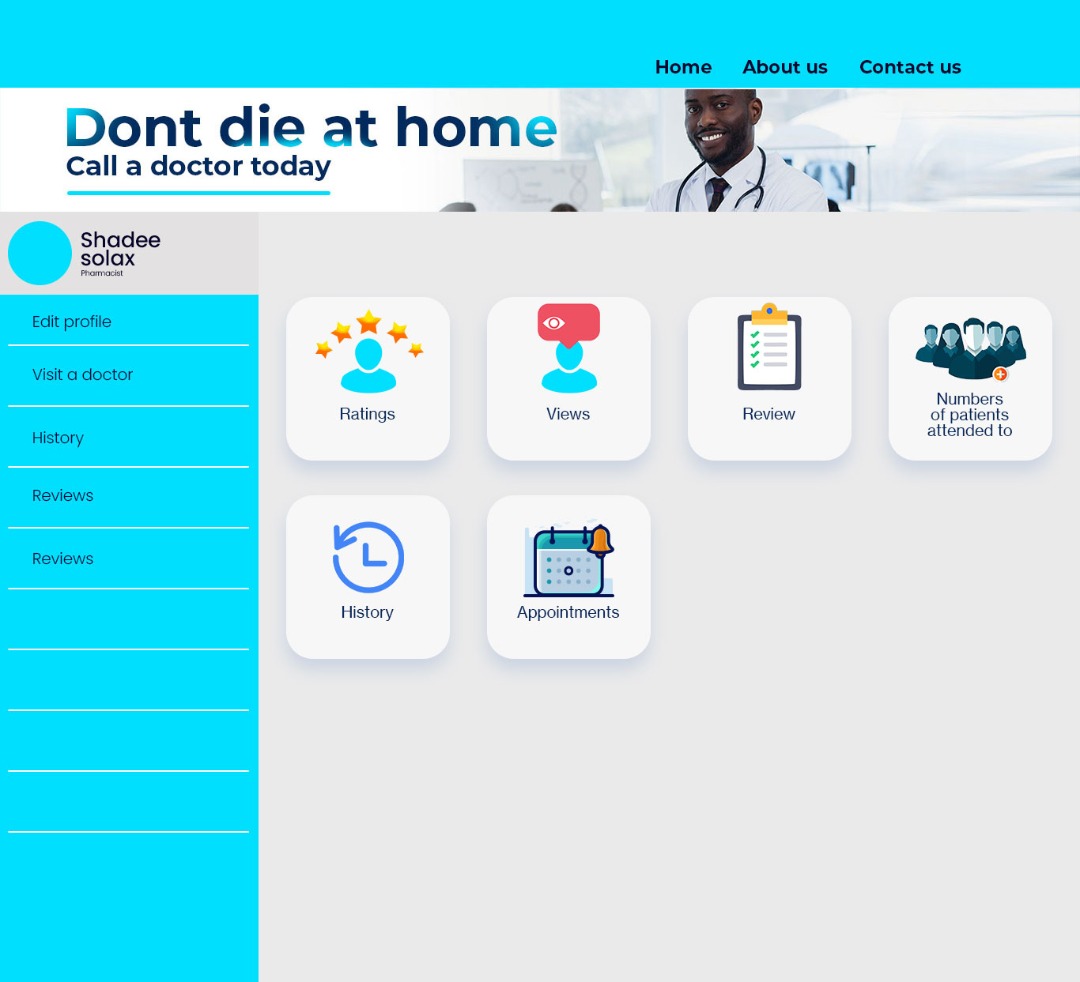 Home
About us
Contact us
Dont die at home
Call a doctor today
Shadee
solax
Pharmacist
Edit profile
Visit a doctor
History
Reviews
Reviews
Ratings
Views
Review
Numbers
of patients
attended to
History
Appointments